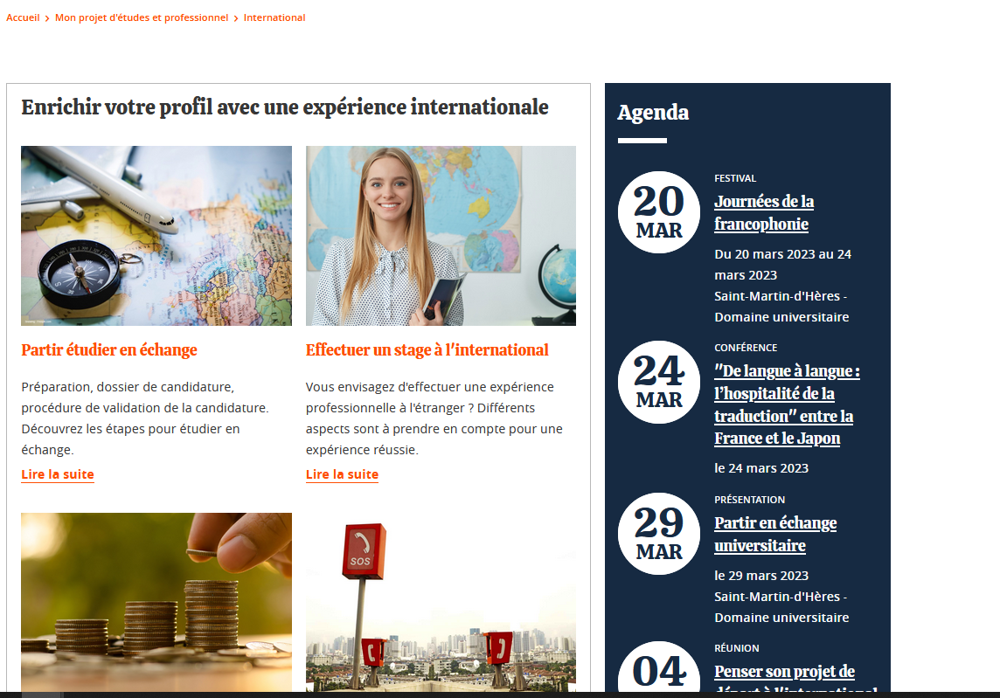 Accueil > Mon projet d'études et professionnel > International
Enrichir votre profil avec une expérience internationale
Partir étudier en échange
Préparation, dossier de candidature,
procédure de validation de la candidature.
Découvrez les étapes pour étudier en
échange.
Lire la suite
Effectuer un stage à l'international
Vous envisagez d'effectuer une expérience
professionnelle à l'étranger ? Différents
aspects sont à prendre en compte pour une
expérience réussie.
Lire la suite
SOS
Agenda
20
MAR
FESTIVAL
Journées de la
francophonie
Du 20 mars 2023 au 24
mars 2023
Saint-Martin-d'Hères -
Domaine universitaire
24
MAR
CONFÉRENCE
"De langue à langue :
l’hospitalité de la
traduction" entre la
France et le Japon
le 24 mars 2023
29
MAR
PRÉSENTATION
Partir en échange
universitaire
le 29 mars 2023
Saint-Martin-d'Hères -
Domaine universitaire
04
RÉUNION
Penser son projet de
départ à l'international